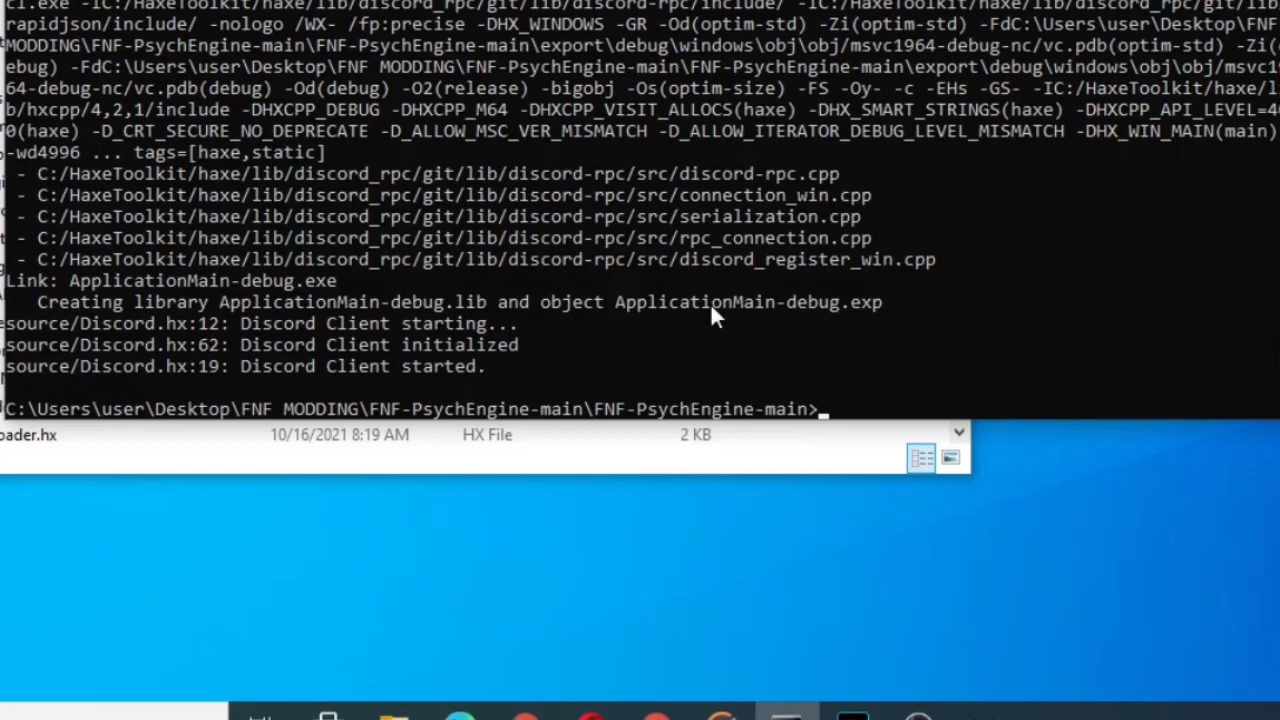 cl.exe -IC:/HaxeToolkit/haxe/lib/discord_rpc/git/lib/discord-rpc/include/ -IC:/HaxeToolkit/haxe/lib/discord_rpc/git/lib
rapidjson/include/ -nologo /WX- /fp:precise -DHX_WINDOWS -GR -Od(optim-std) -Zi(optim-std) -FdC:\Users\user\Desktop\FNF
MODDING\FNF-PsychEngine-main\FNF-PsychEngine-main\export\debug\windows\obj\obj/msvc1964-debug-nc/vc.pdb(optim-std) -Zi(
ebug) -FdC:\Users\user\Desktop\FNF MODDING\FNF-PsychEngine-main\FNF-PsychEngine-main\export\debug\windows\obj\obj/msvc19
64-debug-nc/vc.pdb(debug) -Od(debug) -O2(release) -bigobj -Os(optim-size) -FS -Oy- -c -EHs -GS- -IC:/HaxeToolkit/haxe/l
b/hxcpp/4,2,1/include -DHXCPP_DEBUG -DHXCPP_M64 -DHXCPP_VISIT_ALLOCS(haxe) -DHX_SMART_STRINGS(haxe) -DHXCPP_API_LEVEL=4
0(haxe) -D_CRT_SECURE_NO_DEPRECATE -D_ALLOW_MSC_VER_MISMATCH -D_ALLOW_ITERATOR_DEBUG_LEVEL_MISMATCH -DHX_WIN_MAIN(main)
-wd4996 ... tags=[haxe,static]
- C:/HaxeToolkit/haxe/lib/discord_rpc/git/lib/discord-rpc/src/discord-rpc.cpp
- C:/HaxeToolkit/haxe/lib/discord_rpc/git/lib/discord-rpc/src/connection_win.cpp
- C:/HaxeToolkit/haxe/lib/discord_rpc/git/lib/discord-rpc/src/serialization.cpp
- C:/HaxeToolkit/haxe/lib/discord_rpc/git/lib/discord-rpc/src/rpc_connection.cpp
- C:/HaxeToolkit/haxe/lib/discord_rpc/git/lib/discord-rpc/src/discord_register_win.cpp
Link: ApplicationMain-debug.exe
Creating library ApplicationMain-debug.lib and object ApplicationMain-debug.exp
source/Discord.hx:12: Discord Client starting...
source/Discord.hx:62: Discord Client initialized
source/Discord.hx:19: Discord Client started.
C:\Users\user\Desktop\FNF MODDING\FNF-PsychEngine-main\FNF-PsychEngine-main>
oader.hx 10/16/2021 8:19 AM HX File 2 KB